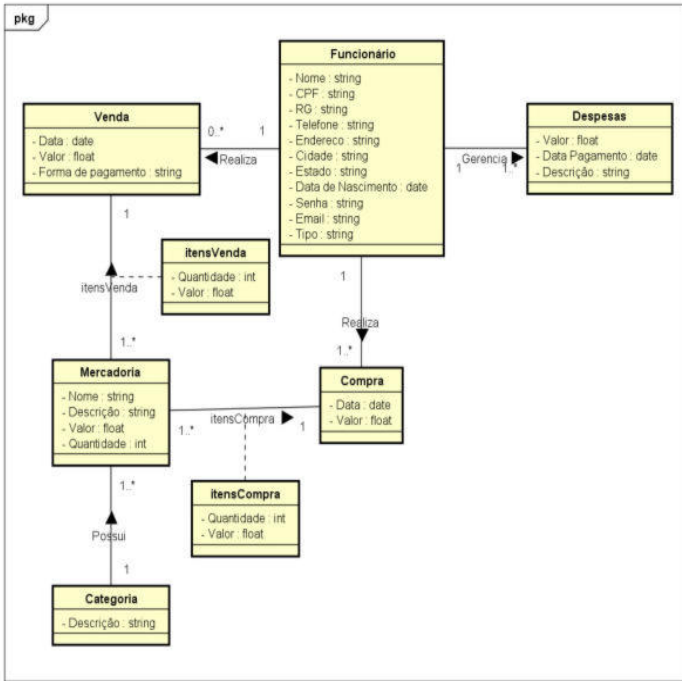 pkg
Funcionário
- Nome : string
- CPF : string
- RG : string
- Telefone : string
- Endereco : string
- Cidade : string
- Estado : string
- Data de Nascimento : date
- Senha : string
- Email : string
- Tipo : string
Venda
- Data : date
- Valor : float
- Forma de pagamento : string
0..*
1
Realiza
Despesas
- Valor : float
- Data Pagamento : date
- Descrição : string
Gerencia
1
1..*
1
itensVenda
1..*
itensVenda
- Quantidade : int
- Valor : float
1
Realiza
1..*
Mercadoria
- Nome : string
- Descrição : string
- Valor : float
- Quantidade : int
Compra
- Data : date
- Valor : float
1..*
itensCompra
1
itensCompra
- Quantidade : int
- Valor : float
1..*
Possui
1
Categoria
- Descrição : string